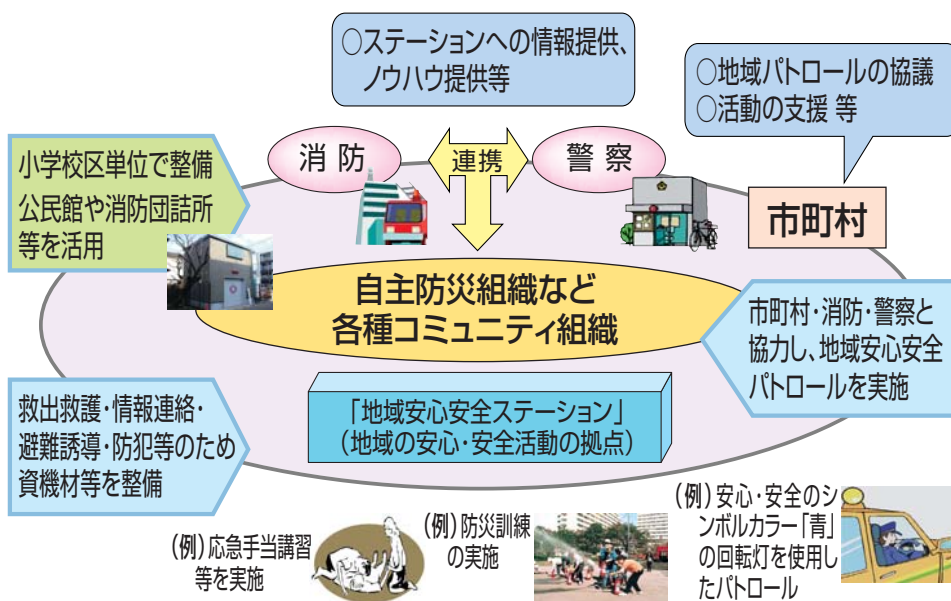 ○ステーションへの情報提供、
ノウハウ提供等
○地域パトロールの協議
○活動の支援 等
小学校区単位で整備
公民館や消防団詰所
等を活用
消 防
連携
警 察
市町村
自主防災組織など
各種コミュニティ組織
市町村・消防・警察と
協力し、地域安心安全
パトロールを実施
救出救護・情報連絡・
避難誘導・防犯等のため
資機材等を整備
「地域安心安全ステーション」
（地域の安心・安全活動の拠点）
（例）応急手当講習
等を実施
（例）防災訓練
の実施
（例）安心・安全のシ
ンボルカラー「青」
の回転灯を使用し
たパトロール